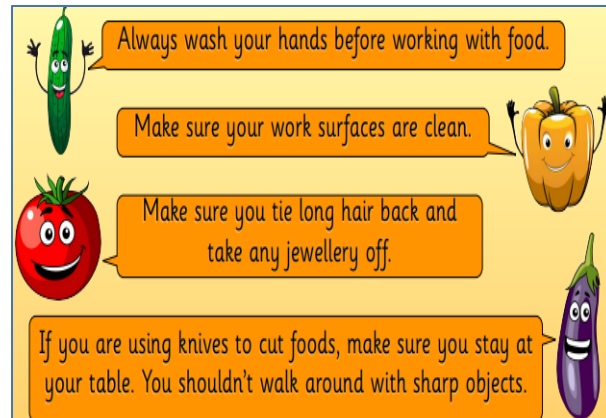 Always wash your hands before working with food.
Make sure your work surfaces are clean.
Make sure you tie long hair back and
take any jewellery off.
If you are using knives to cut foods, make sure you stay at
your table. You shouldn't walk around with sharp objects.